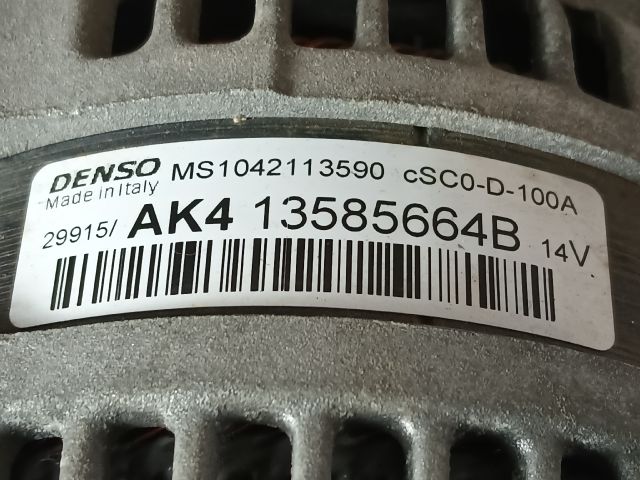 DENSO MS1042113590 cSC0-D-100A
Made in Italy
29915/ AK4 13585664B 14V